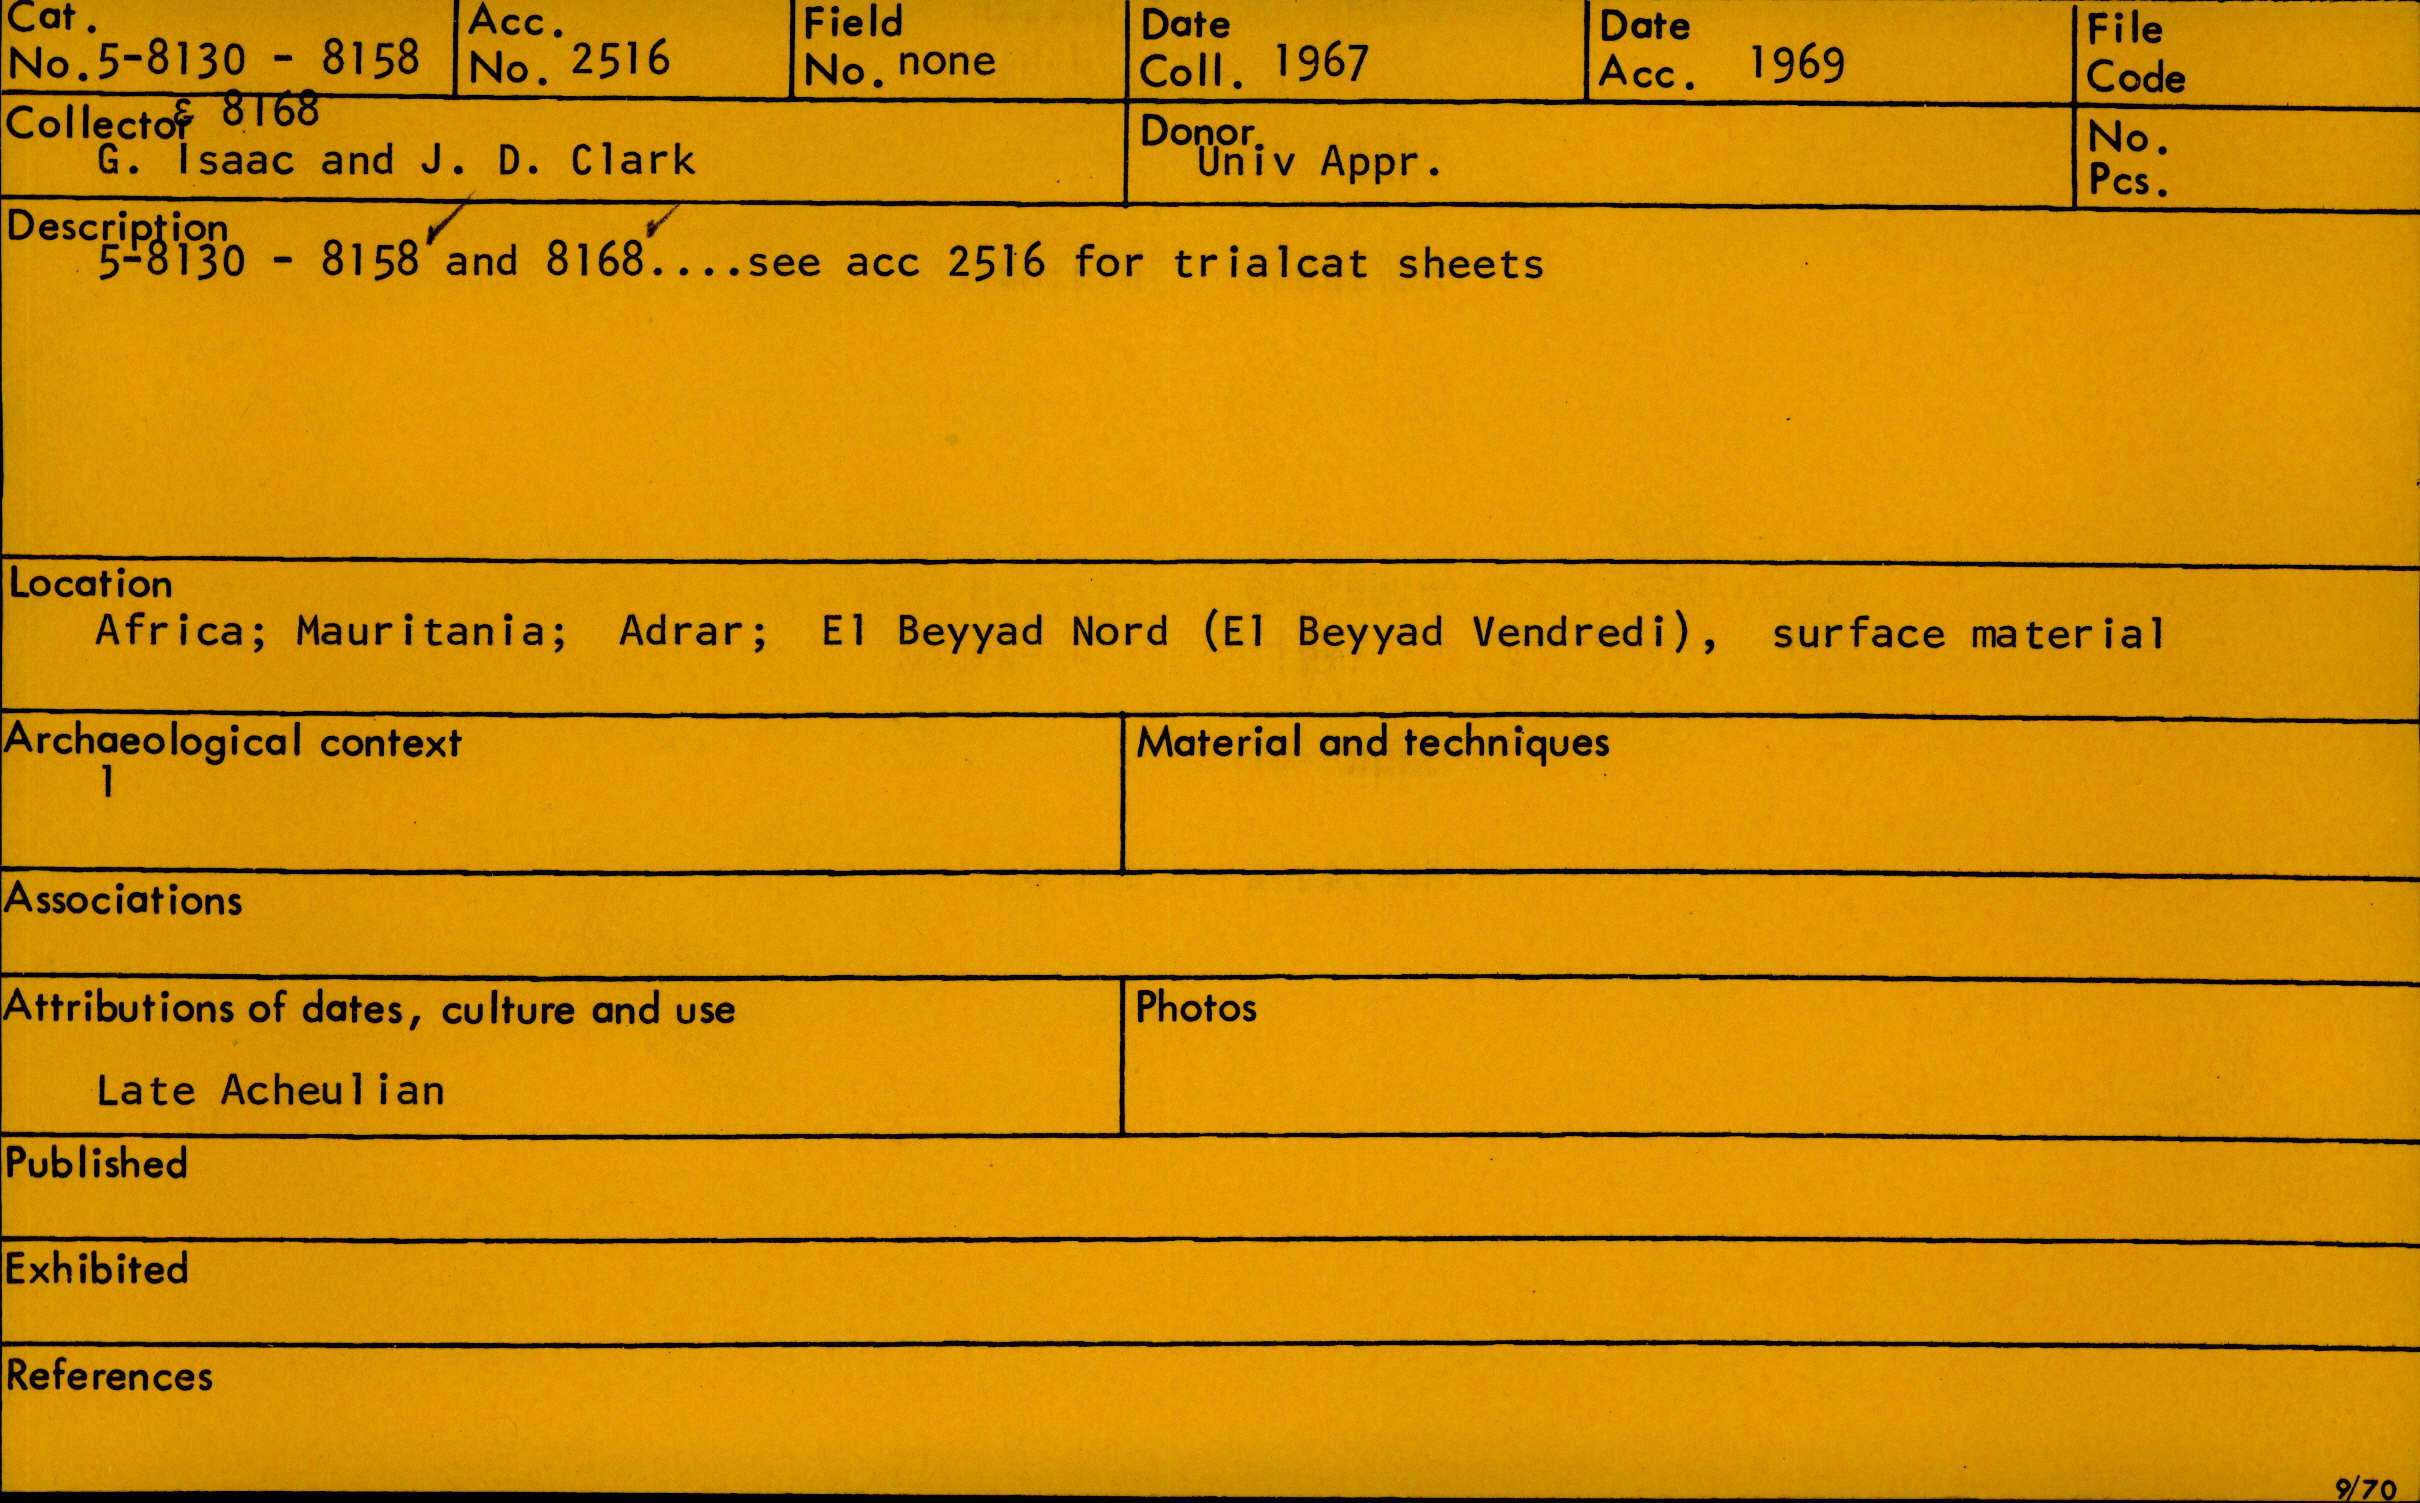 Cat. No. 5-8130 - 8158
& 8168
Acc. No. 2516
Field No. none
Date Coll. 1967
Date Acc. 1969
File Code
Collector
G. Isaac and J. D. Clark
Donor
Univ Appr.
No. Pcs.
Description
5-8130 - 8158 and 8168....see acc 2516 for trialcat sheets
Location
Africa; Mauritania; Adrar; El Beyyad Nord (El Beyyad Vendredi), surface material
Archaeological context
1
Material and techniques
Associations
Attributions of dates, culture and use
Late Acheulian
Photos
Published
Exhibited
References
9/70